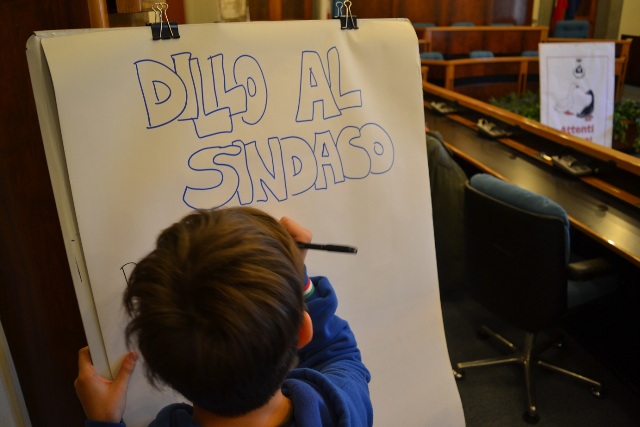 DILLO AL
SINDACO
Attenti